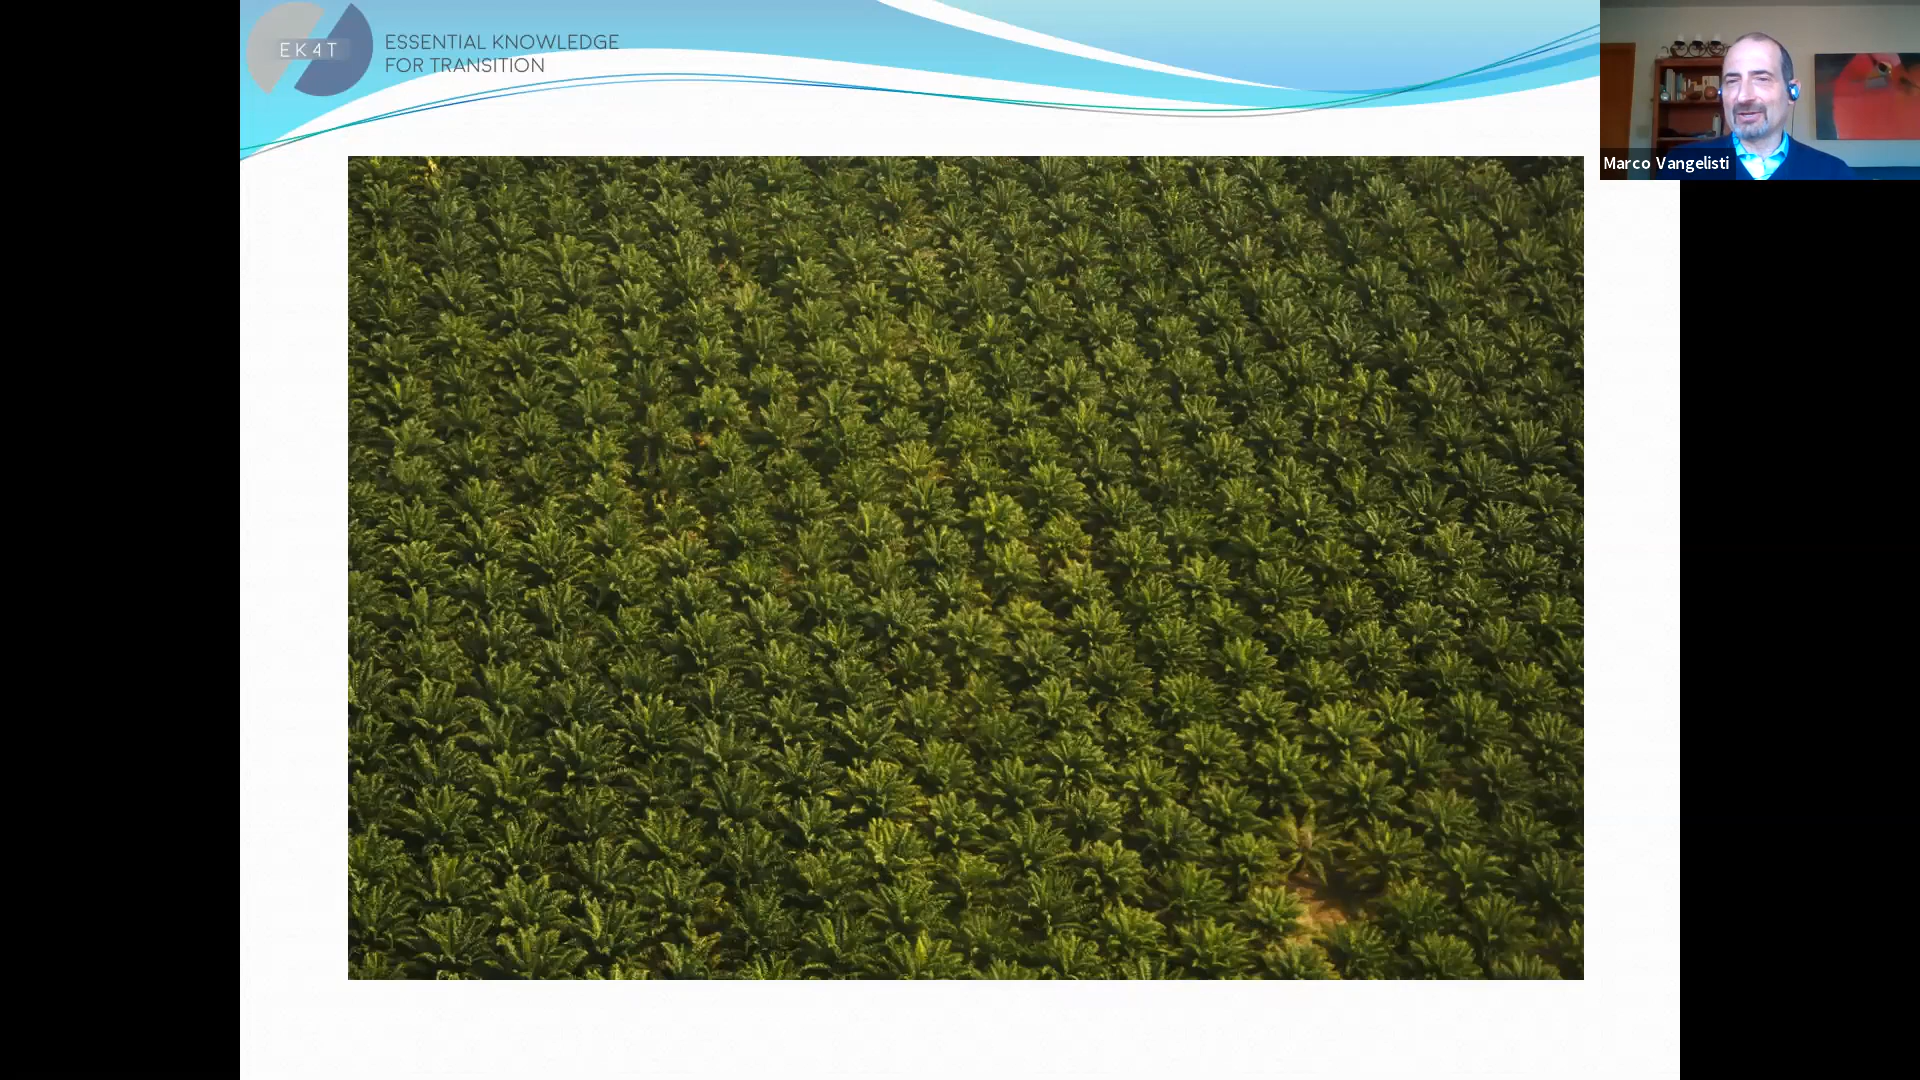 EK4T
ESSENTIAL KNOWLEDGE
FOR TRANSITION
Marco Vangelisti